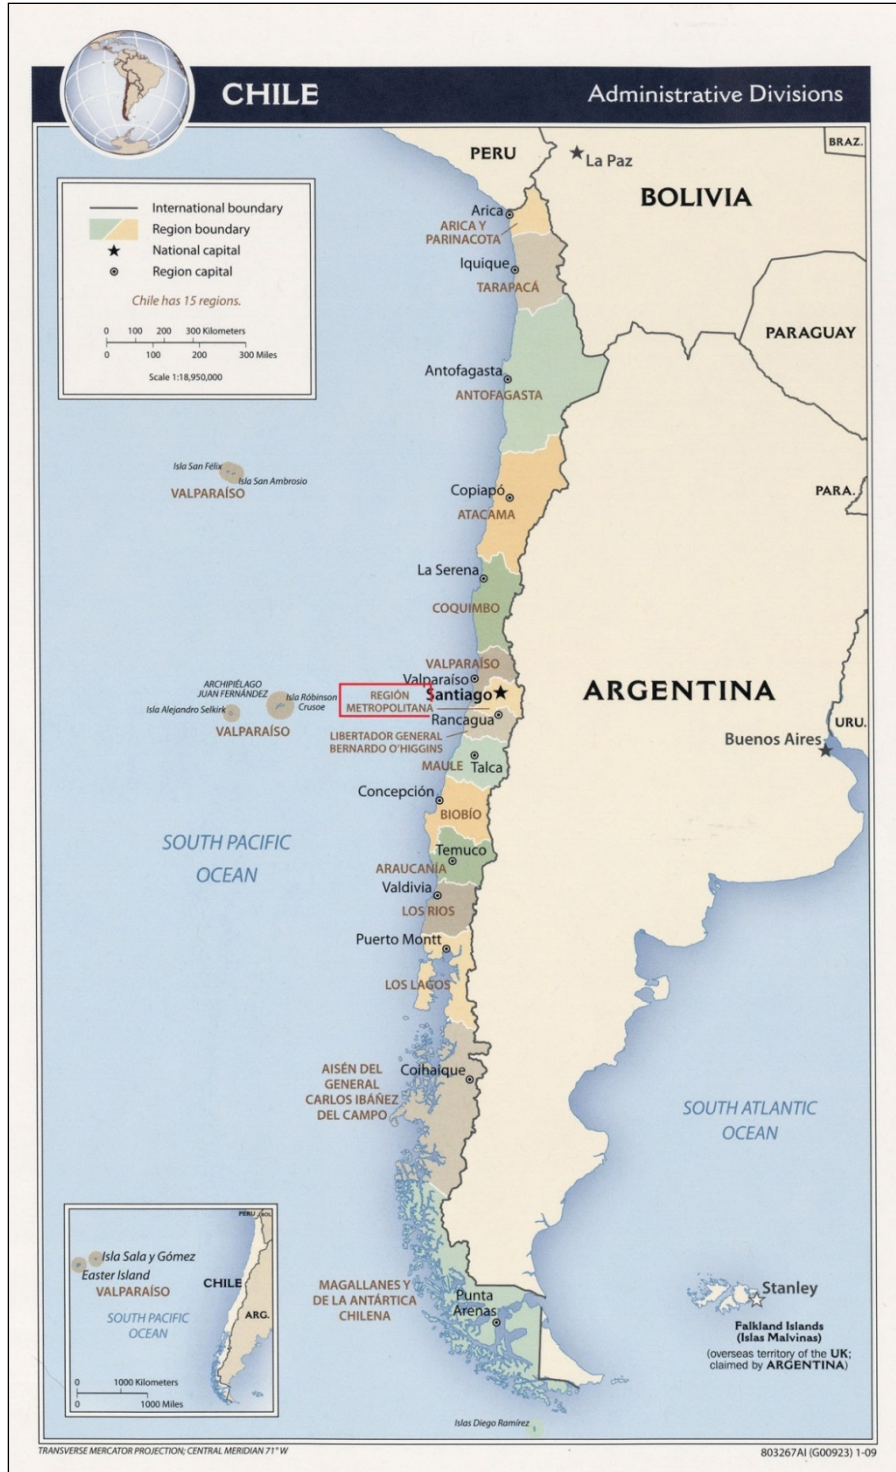 CHILE
Administrative Divisions
International boundary
Region boundary
National capital
Region capital
Chile has 15 regions.
0 100 200 300 Kilometers
0 100 200 300 Miles
Scale 1:18,950,000
PERU
La Paz
BRAZ.
BOLIVIA
Arica
ARICA Y
PARINACOTA
Iquique
TARAPACÁ
PARAGUAY
Antofagasta
ANTOFAGASTA
Isla San Félix
Isla San Ambrosio
VALPARAÍSO
Copiapó
ATACAMA
PARA.
La Serena
COQUIMBO
VALPARAÍSO
Valparaíso
ARCHIPIÉLAGO
JUAN FERNÁNDEZ
Isla Róbinson
Crusoe
Isla Alejandro Selkirk
VALPARAÍSO
REGIÓN
METROPOLITANA
Santiago
ARGENTINA
Rancagua
URU.
LIBERTADOR GENERAL
BERNARDO O'HIGGINS
Buenos Aires
MAULE
Talca
Concepción
BIOBÍO
SOUTH PACIFIC
OCEAN
Temuco
ARAUCANÍA
Valdivia
LOS RIOS
Puerto Montt
LOS LAGOS
AISÉN DEL
GENERAL
CARLOS IBÁÑEZ
DEL CAMPO
Coihaique
SOUTH ATLANTIC
OCEAN
PERU
BOL.
Isla Sala y Gómez
Easter Island
VALPARAÍSO
CHILE
SOUTH PACIFIC
OCEAN
ARG.
0 1000 Kilometers
0 1000 Miles
MAGALLANES Y
DE LA ANTÁRTICA
CHILENA
Punta
Arenas
Stanley
Falkland Islands
(Islas Malvinas)
(overseas territory of the UK;
claimed by ARGENTINA)
Islas Diego Ramírez
TRANSVERSE MERCATOR PROJECTION; CENTRAL MERIDIAN 71° W
803267AI (G00923) 1-09